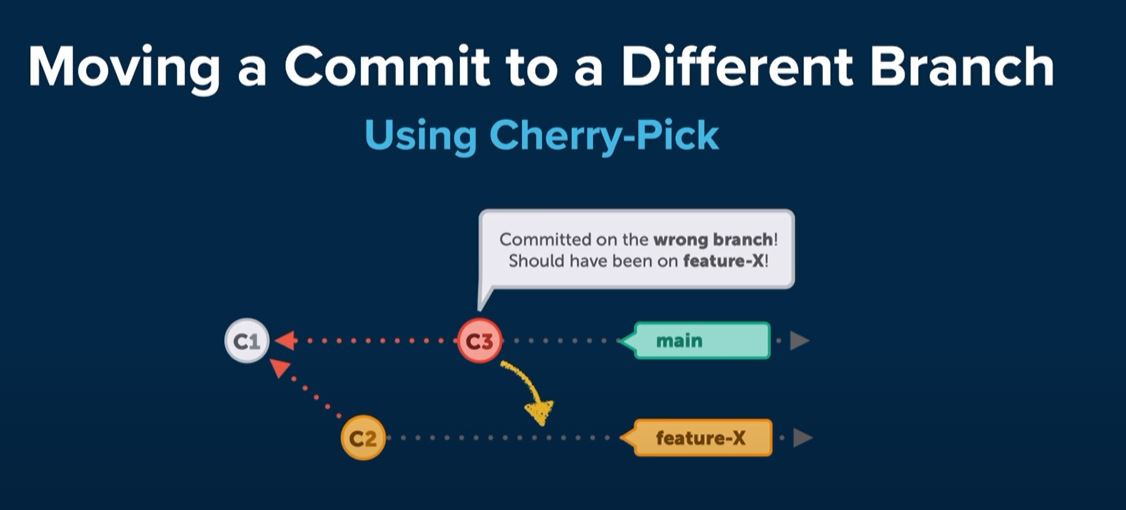 Moving a Commit to a Different Branch
Using Cherry-Pick
Committed on the wrong branch!
Should have been on feature-X!
C1
C3
main
C2
feature-X